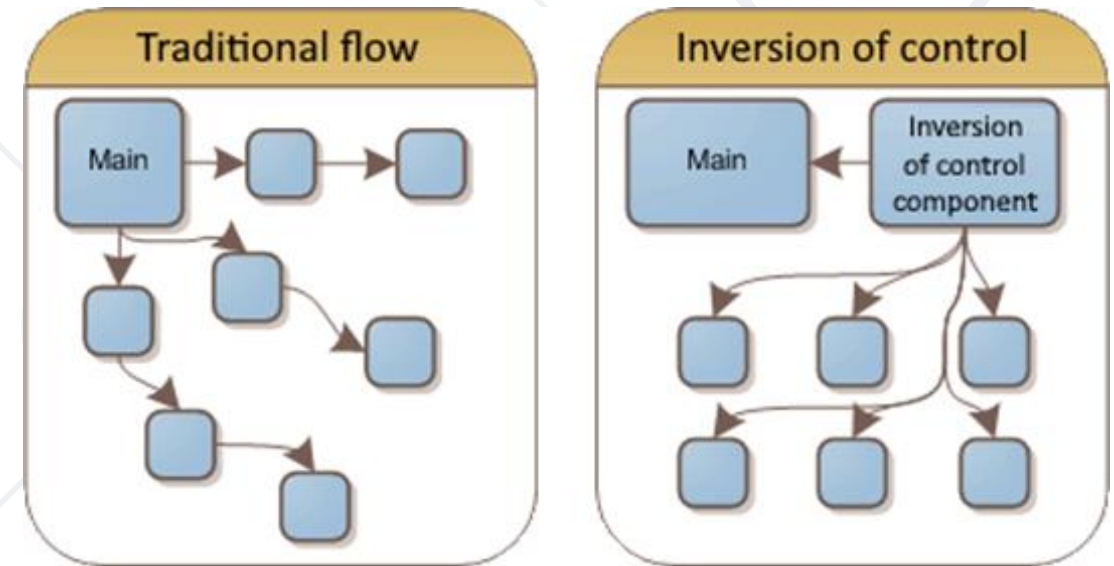 Traditional flow
Main
Inversion of control
Main
Inversion
of control
component